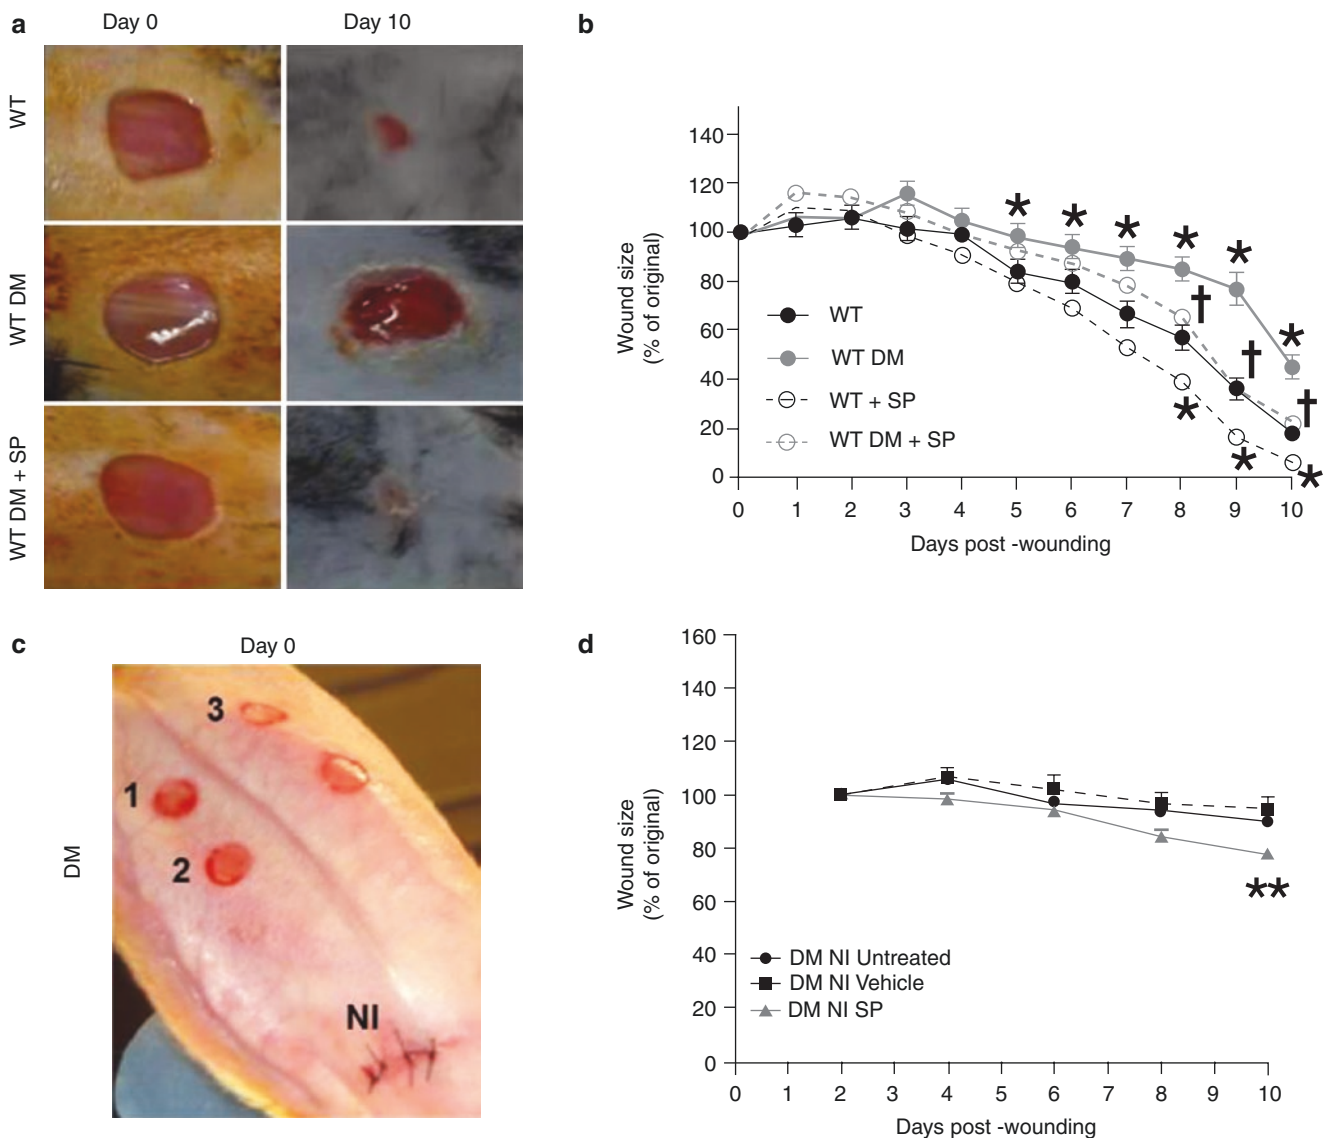 a
Day 0
Day 10
WT
WT DM
WT DM + SP
b
Wound size
(% of original)
140
120
100
80
60
40
20
0
* * * * * *
† † †
* * *
WT
WT DM
WT + SP
WT DM + SP
0 1 2 3 4 5 6 7 8 9 10
Days post -wounding
c
Day 0
DM
3
1
2
NI
d
Wound size
(% of original)
160
140
120
100
80
60
40
20
0
**
DM NI Untreated
DM NI Vehicle
DM NI SP
0 1 2 3 4 5 6 7 8 9 10
Days post -wounding